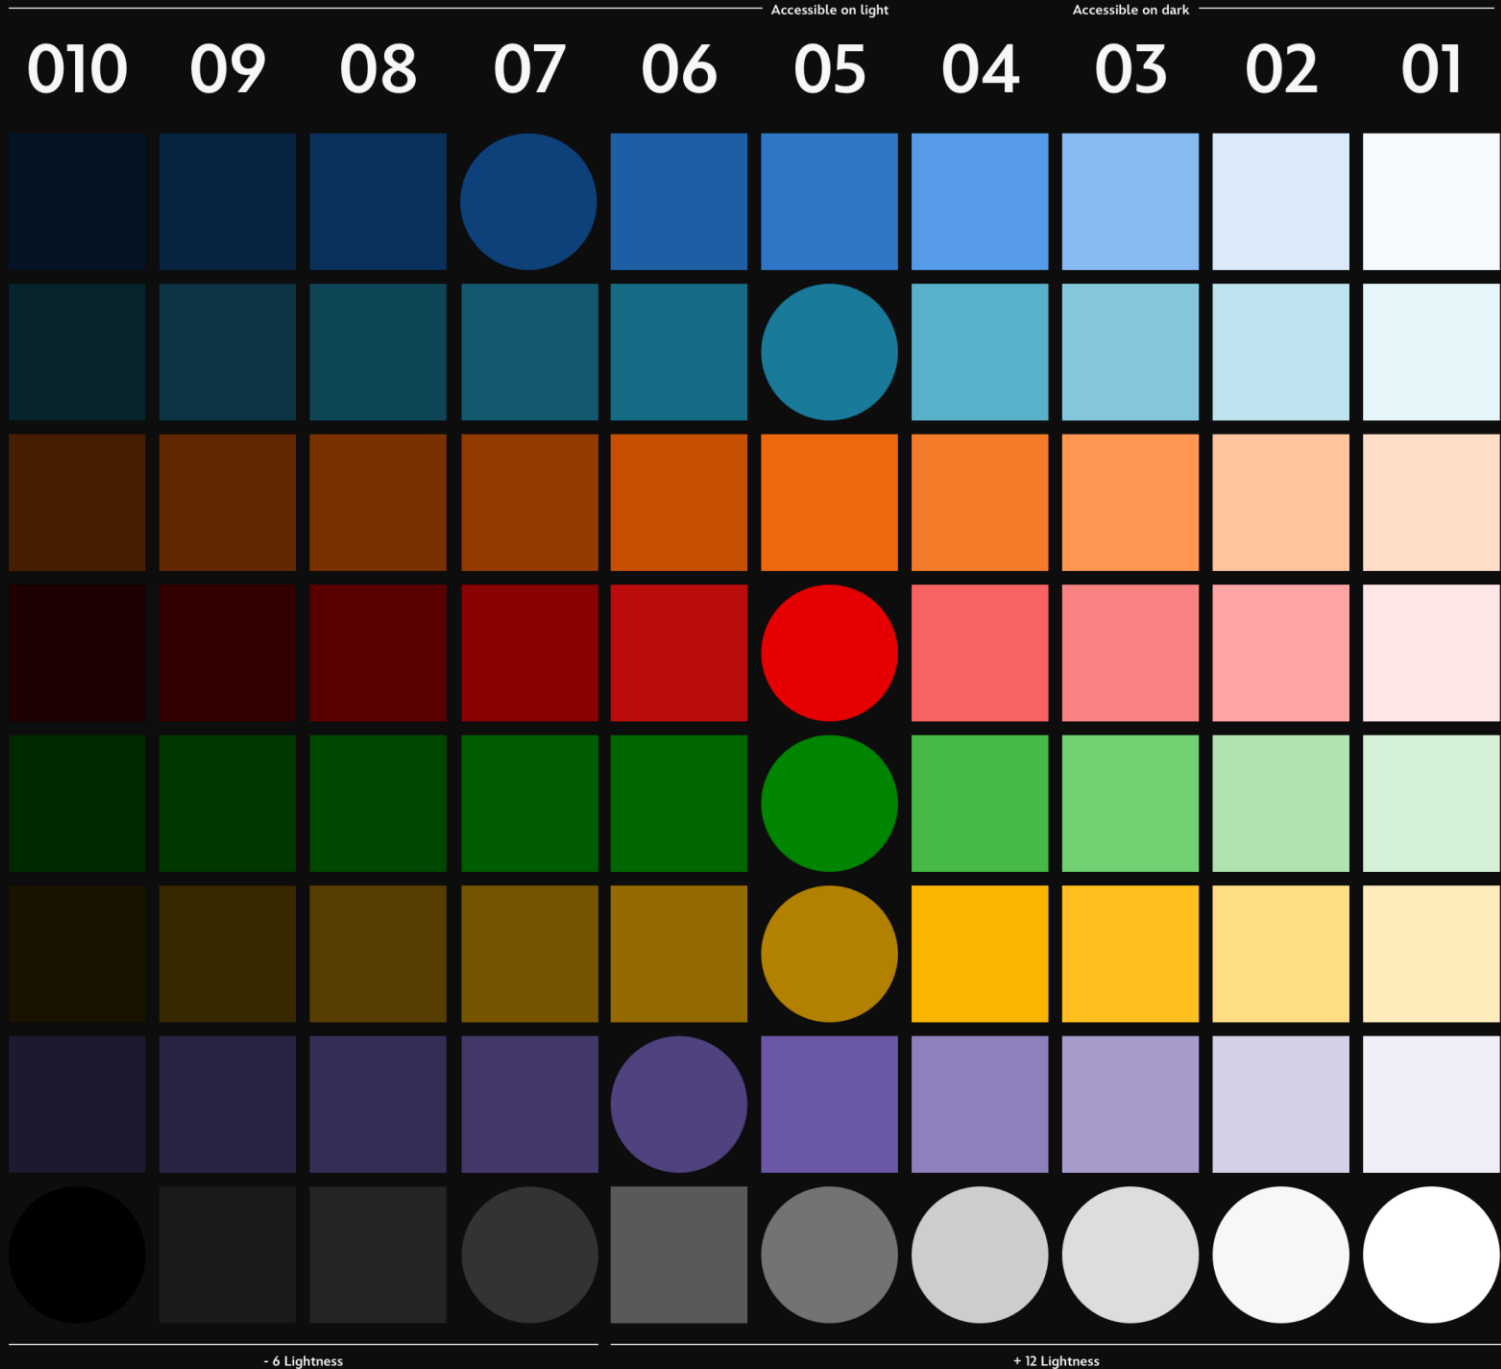 Accessible on light Accessible on dark
010 09 08 07 06 05 04 03 02 01
- 6 Lightness + 12 Lightness